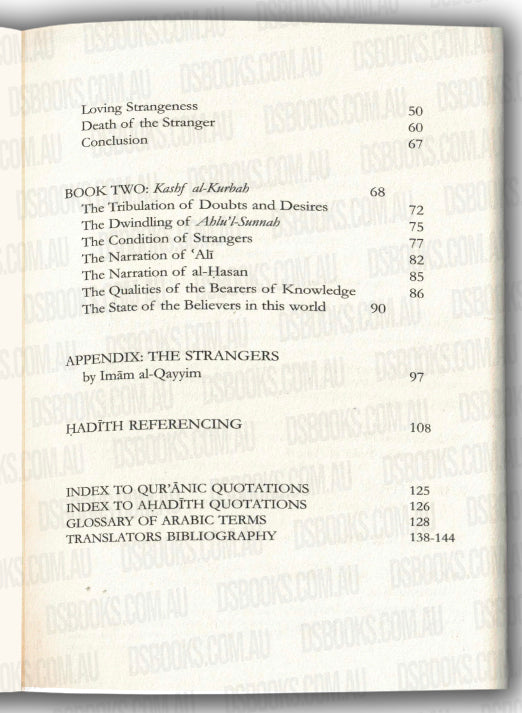 Loving Strangeness 50
Death of the Stranger 60
Conclusion 67
BOOK TWO: Kashf al-Kurbah 68
The Tribulation of Doubts and Desires 72
The Dwindling of Ahlu'l-Sunnah 75
The Condition of Strangers 77
The Narration of ʿAlī 82
The Narration of al-Ḥasan 85
The Qualities of the Bearers of Knowledge 86
The State of the Believers in this world 90
APPENDIX: THE STRANGERS
by Imām al-Qayyim 97
ḤADĪTH REFERENCING 108
INDEX TO QUR'ĀNIC QUOTATIONS 125
INDEX TO AḤADĪTH QUOTATIONS 126
GLOSSARY OF ARABIC TERMS 128
TRANSLATORS BIBLIOGRAPHY 138-144
DSBOOKS.COM.AU